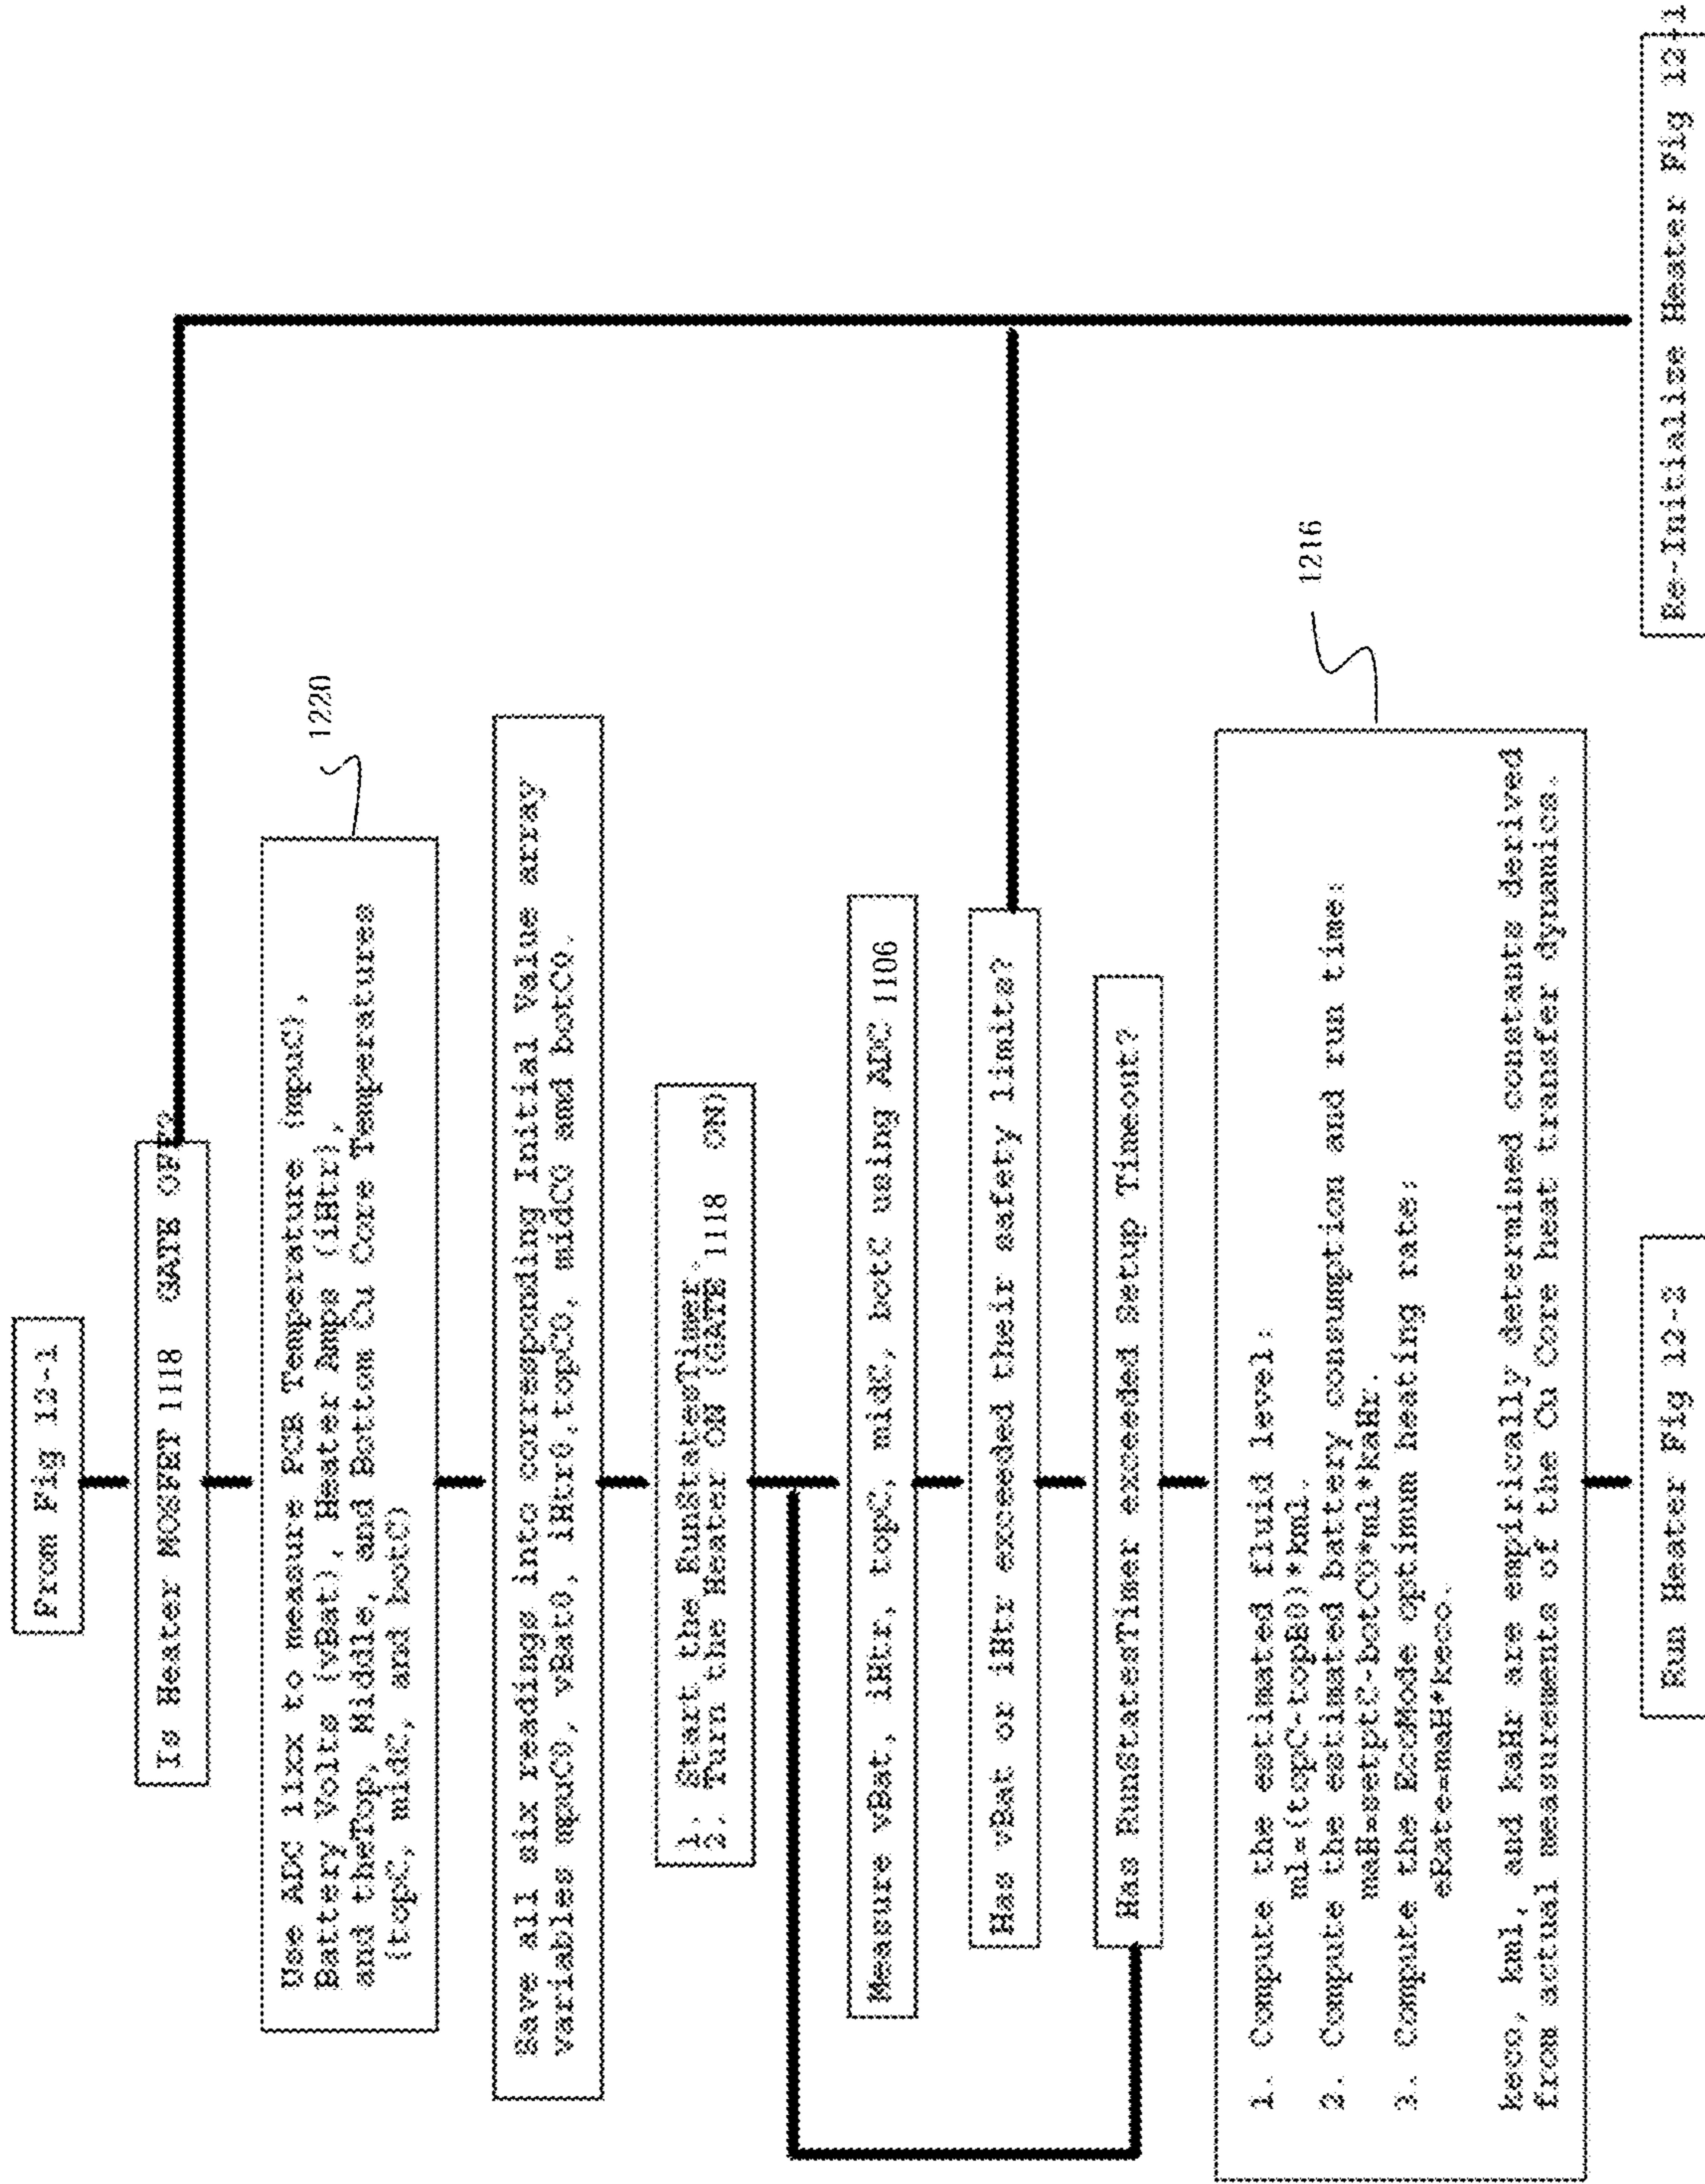 From Fig 12-1
Is Heater MOSFET 1118 GATE OFF?
Use ADC 11xx to measure PCB Temperature (mpuC),
Battery Volts (vBat), Heater Amps (iHtr),
and theTop, Middle, and Bottom Cu Core Temperatures
(topC, midC, and botC)
1220
Save all six readings into corresponding Initial Value array
variables mpuC0, vBat0, iHtr0,topC0, midC0 and botC0.
1. Start the RunStatesTimer.
2. Turn the Heater ON (GATE 1118 ON)
Measure vBat, iHtr, topC, midC, botC using ADC 1106
Has vBat or iHtr exceeded their safety limits?
Has RunStatesTimer exceeded Setup Timeout?
1. Compute the estimated fluid level:
ml=(topC-topB0)*kml.
2. Compute the estimated battery consumption and run time:
maH=setptC-botC0*ml*kaHr.
3. Compute the EcoMode optimum heating rate:
eRate=maH*keco.
keco, kml, and kaHr are empirically determined constants derived
from actual measurements of the Cu Core heat transfer dynamics.
1216
Run Heater Fig 12-3
Re-Initialise Heater Fig 12-1